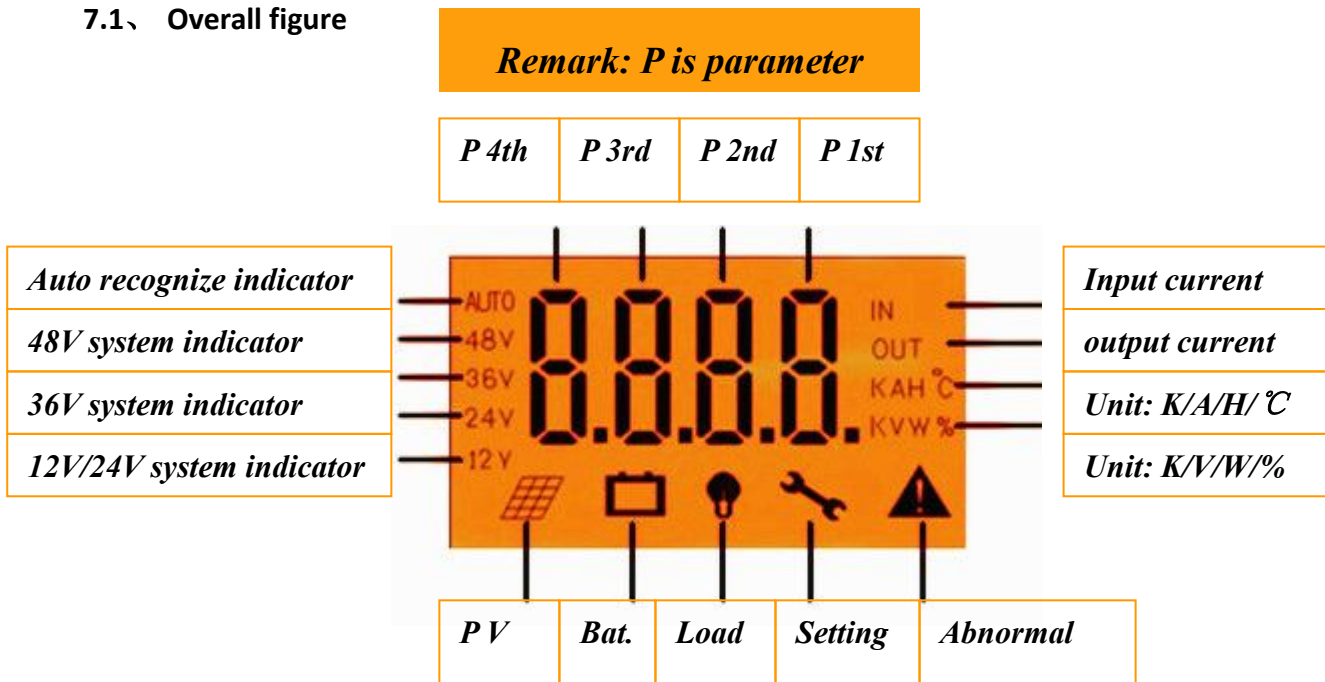 7.1、 Overall figure
Remark: P is parameter
P 4th P 3rd P 2nd P 1st
Auto recognize indicator
48V system indicator
36V system indicator
12V/24V system indicator
AUTO
48V
36V
24V
12V
8.8.8.8.
IN
OUT
KAH℃
KVW%
Input current
output current
Unit: K/A/H/℃
Unit: K/V/W/%
P V Bat. Load Setting Abnormal